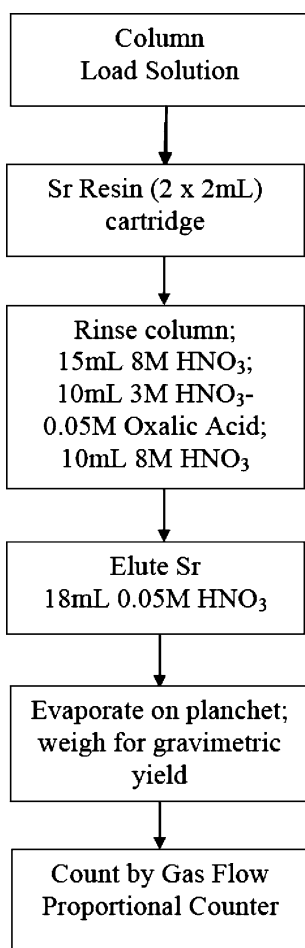 Column
Load Solution
Sr Resin (2 x 2mL)
cartridge
Rinse column;
15mL 8M HNO₃;
10mL 3M HNO₃-
0.05M Oxalic Acid;
10mL 8M HNO₃
Elute Sr
18mL 0.05M HNO₃
Evaporate on planchet;
weigh for gravimetric
yield
Count by Gas Flow
Proportional Counter